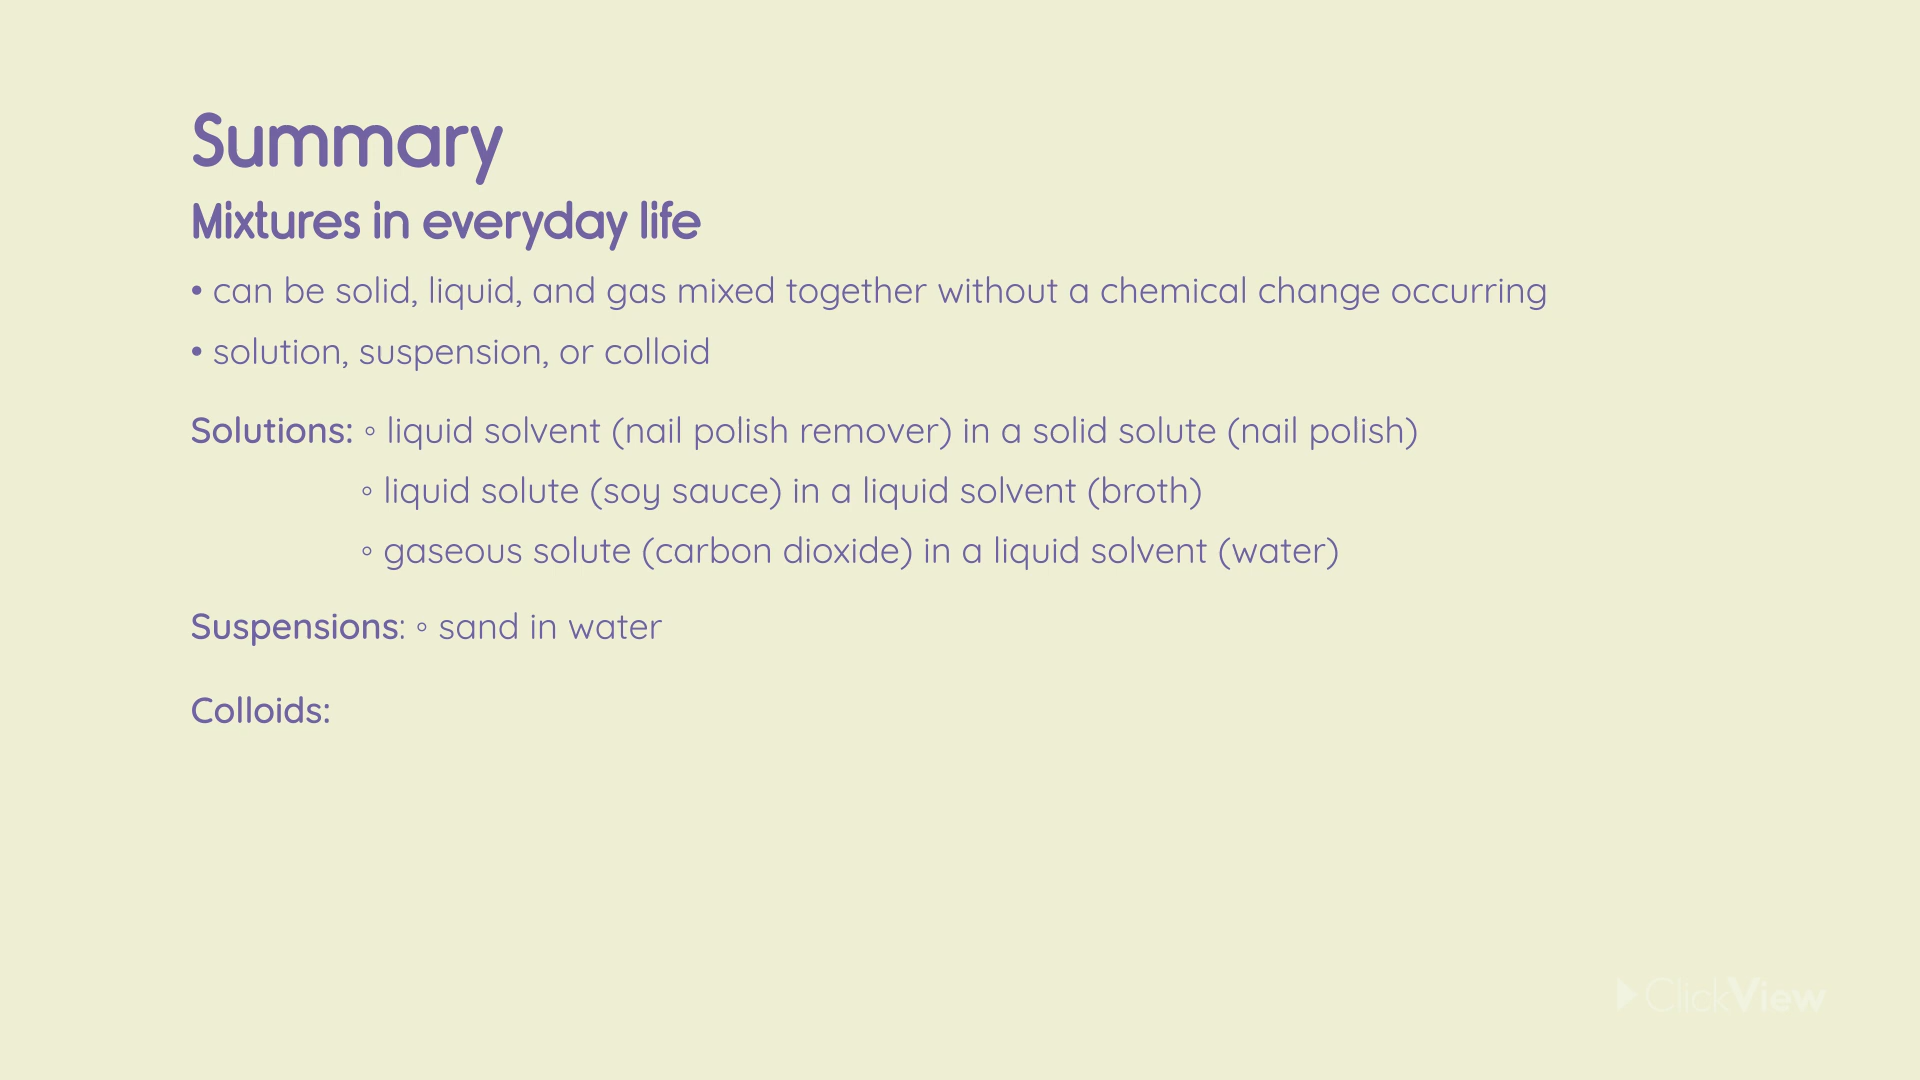 Summary
Mixtures in everyday life
• can be solid, liquid, and gas mixed together without a chemical change occurring
• solution, suspension, or colloid
Solutions: ◦ liquid solvent (nail polish remover) in a solid solute (nail polish)
◦ liquid solute (soy sauce) in a liquid solvent (broth)
◦ gaseous solute (carbon dioxide) in a liquid solvent (water)
Suspensions: ◦ sand in water
Colloids:
ClickView